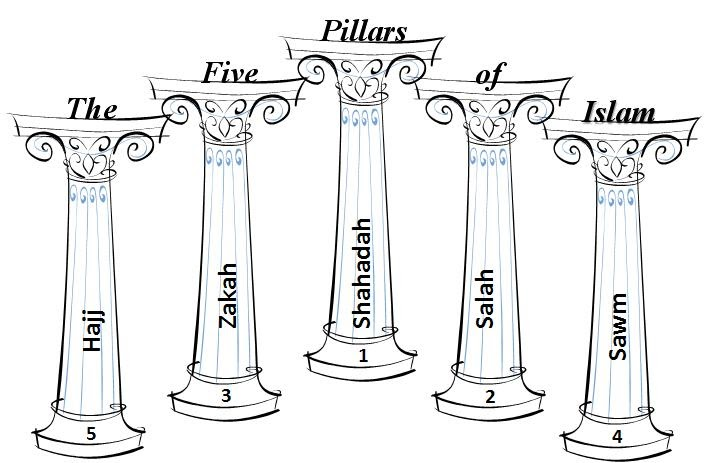 The Five Pillars of Islam
Hajj
Zakah
Shahadah
Salah
Sawm
5
3
1
2
4